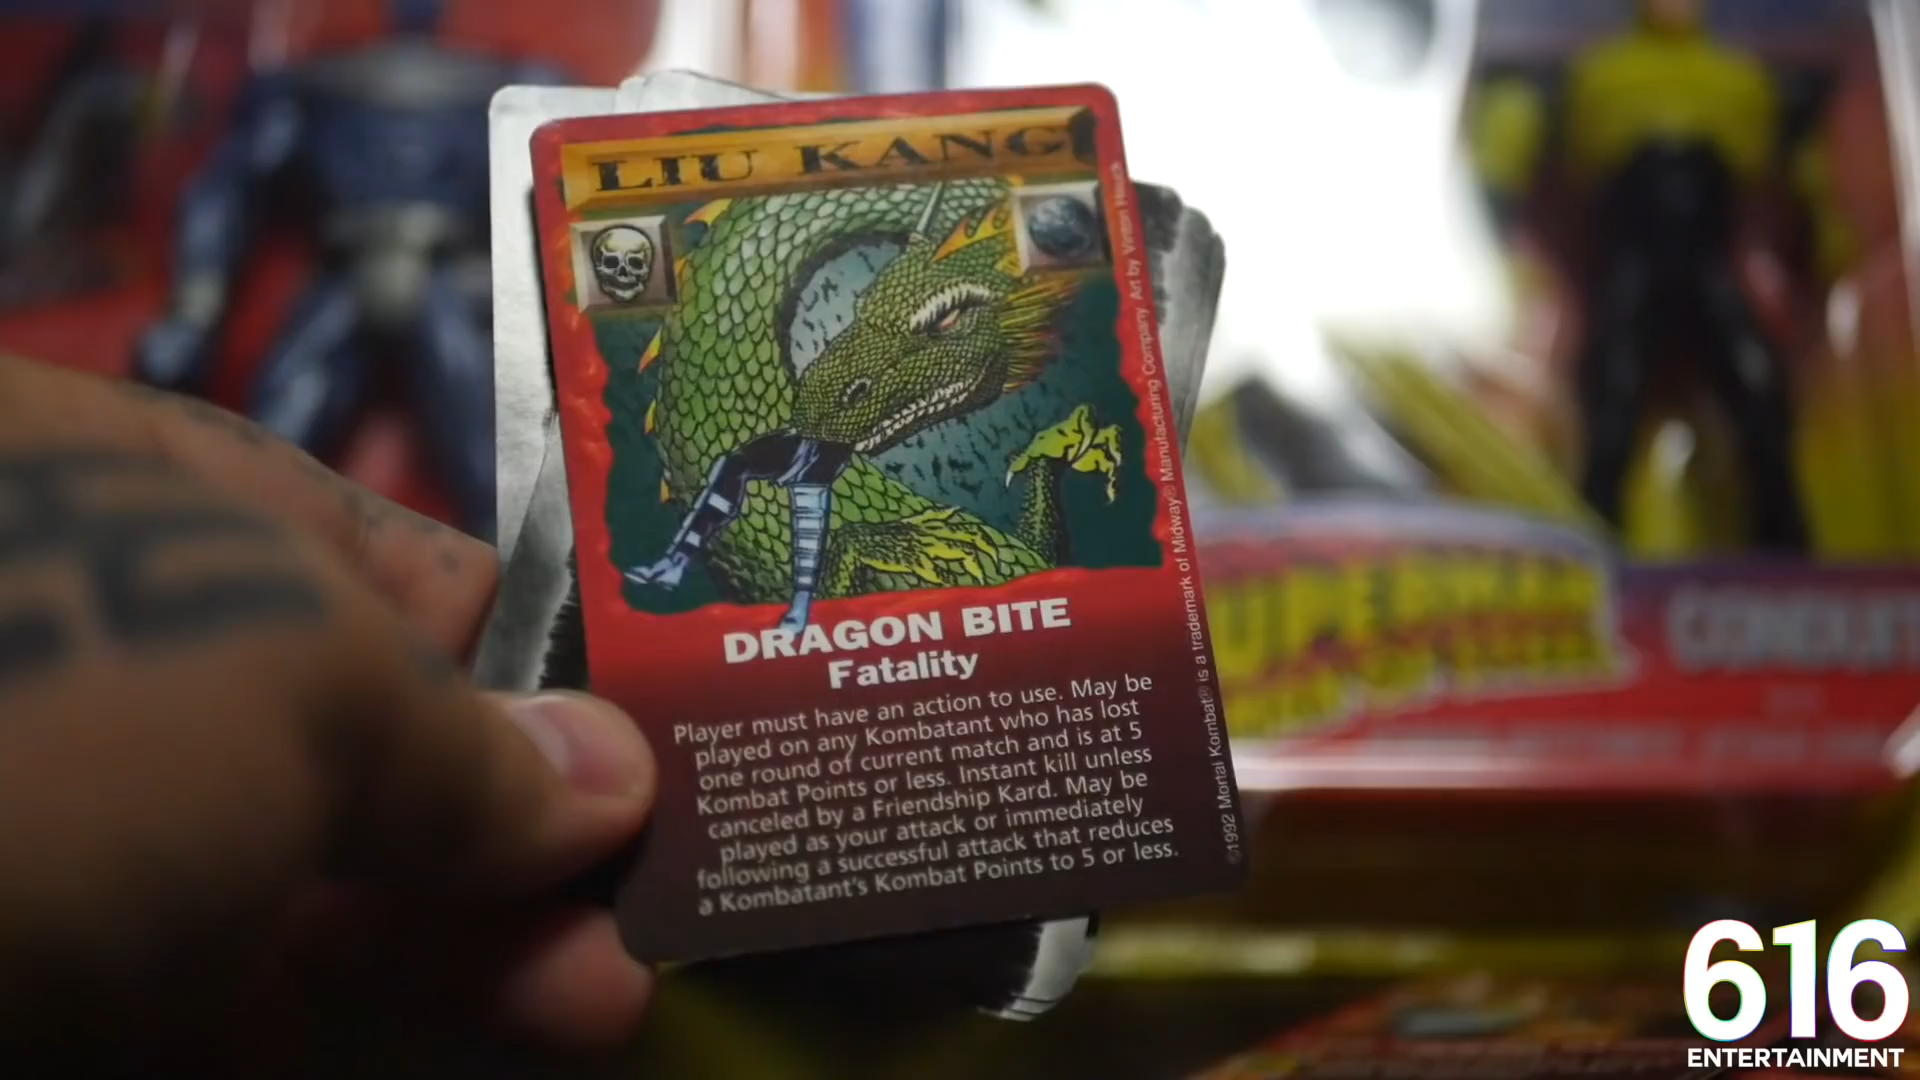 LIU KANG
DRAGON BITE
Fatality
Player must have an action to use. May be
played on any Kombatant who has lost
one round of current match and is at 5
Kombat Points or less. Instant kill unless
canceled by a Friendship Kard. May be
played as your attack or immediately
following a successful attack that reduces
a Kombatant's Kombat Points to 5 or less.
©1992 Mortal Kombat® is a trademark of Midway® Manufacturing Company. Art by Vinton Heuck
616
ENTERTAINMENT